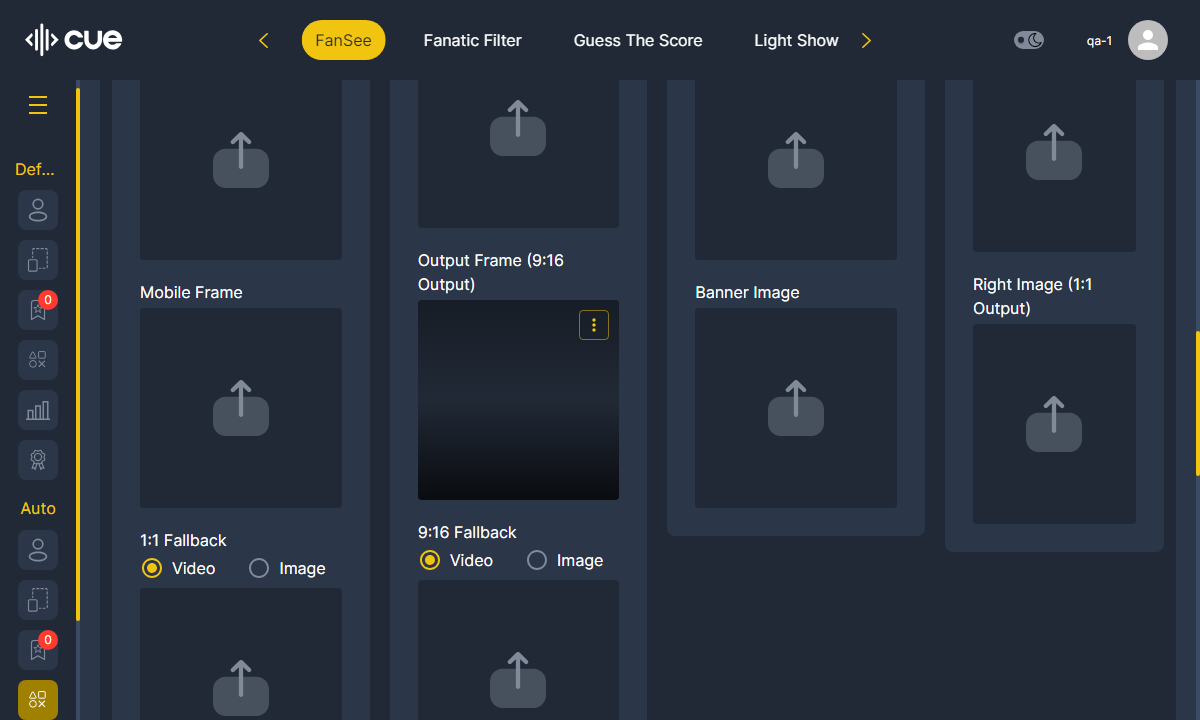 cue
FanSee
Fanatic Filter
Guess The Score
Light Show
qa-1
Def...
0
Auto
0
Mobile Frame
1:1 Fallback
Video
Image
Output Frame (9:16
Output)
9:16 Fallback
Video
Image
Banner Image
Right Image (1:1
Output)